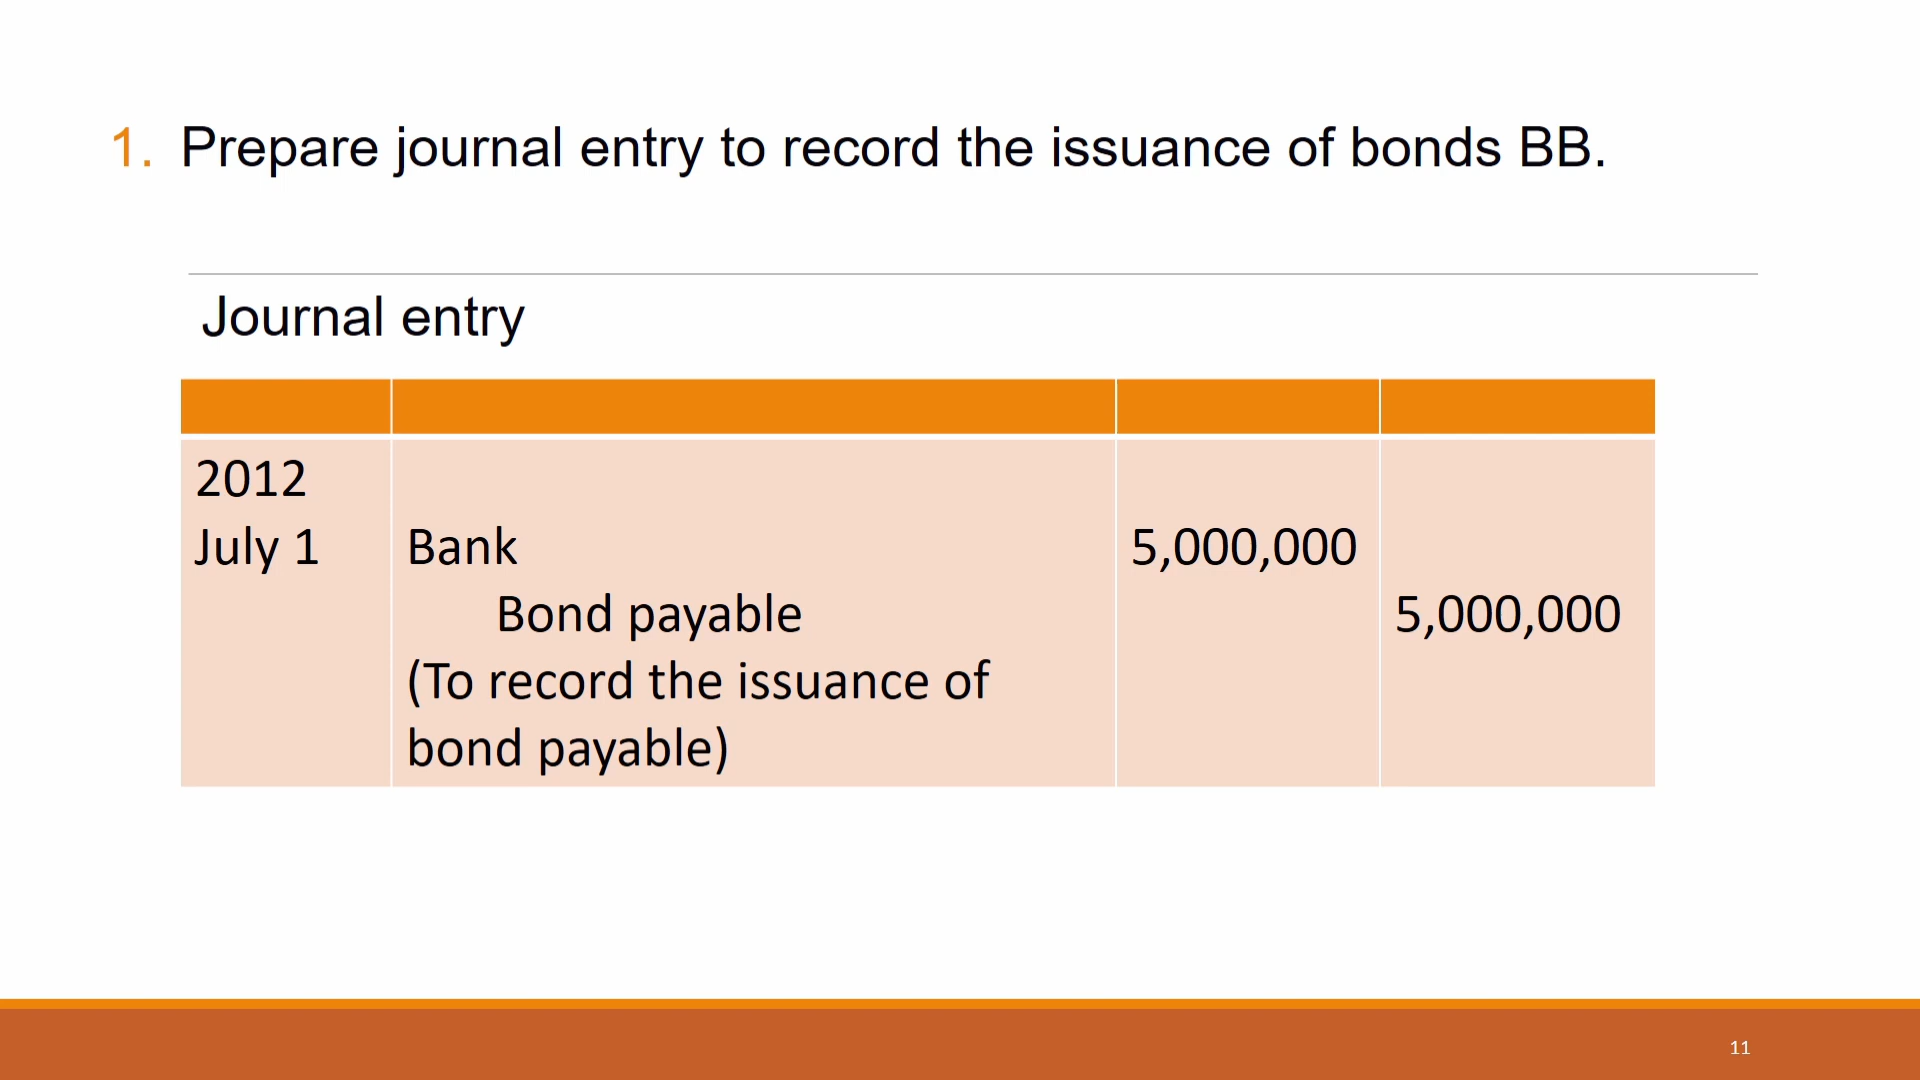 1. Prepare journal entry to record the issuance of bonds BB.
Journal entry
2012
July 1 Bank 5,000,000
Bond payable 5,000,000
(To record the issuance of
bond payable)
11